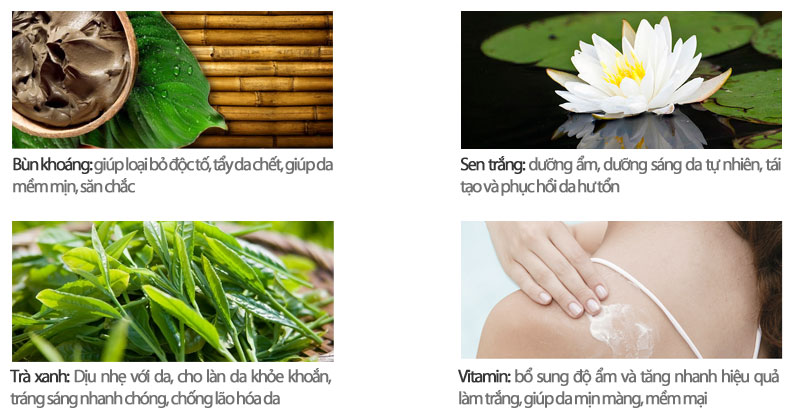 Bùn khoáng: giúp loại bỏ độc tố, tẩy da chết, giúp da
mềm mịn, săn chắc
Sen trắng: dưỡng ẩm, dưỡng sáng da tự nhiên, tái
tạo và phục hồi da hư tổn
Trà xanh: Dịu nhẹ với da, cho làn da khỏe khoắn,
tráng sáng nhanh chóng, chống lão hóa da
Vitamin: bổ sung độ ẩm và tăng nhanh hiệu quả
làm trắng, giúp da mịn màng, mềm mại